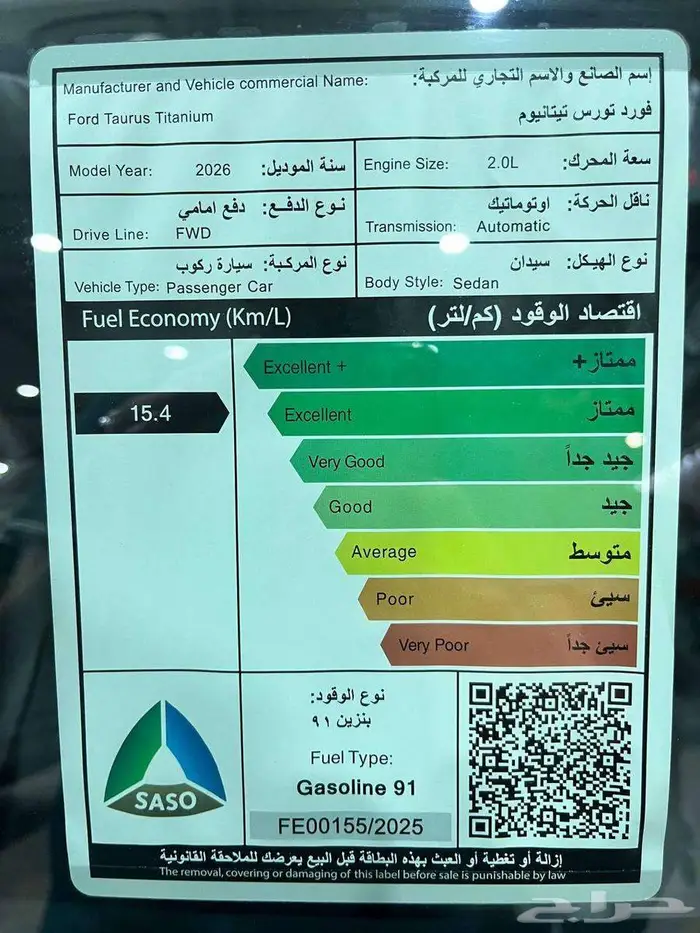 Manufacturer and Vehicle commercial Name: إسم الصانع والاسم التجاري للمركبة:
Ford Taurus Titanium فورد تورس تيتانيوم
Model Year: 2026 سنة الموديل:
Engine Size: 2.0L سعة المحرك:
نوع الدفع: دفع امامي
Drive Line: FWD
ناقل الحركة: اوتوماتيك
Transmission: Automatic
نوع المركبة: سيارة ركوب
Vehicle Type: Passenger Car
نوع الهيكل: سيدان
Body Style: Sedan
Fuel Economy (Km/L) اقتصاد الوقود (كم/لتر)
15.4
Excellent + ممتاز+
Excellent ممتاز
Very Good جيد جداً
Good جيد
Average متوسط
Poor سيئ
Very Poor سيئ جداً
SASO
نوع الوقود:
بنزين ٩١
Fuel Type:
Gasoline 91
FE00155/2025
إزالة أو تغطية أو العبث بهذه البطاقة قبل البيع يعرضك للملاحقة القانونية
The removal, covering or damaging of this label before sale is punishable by law
حراج